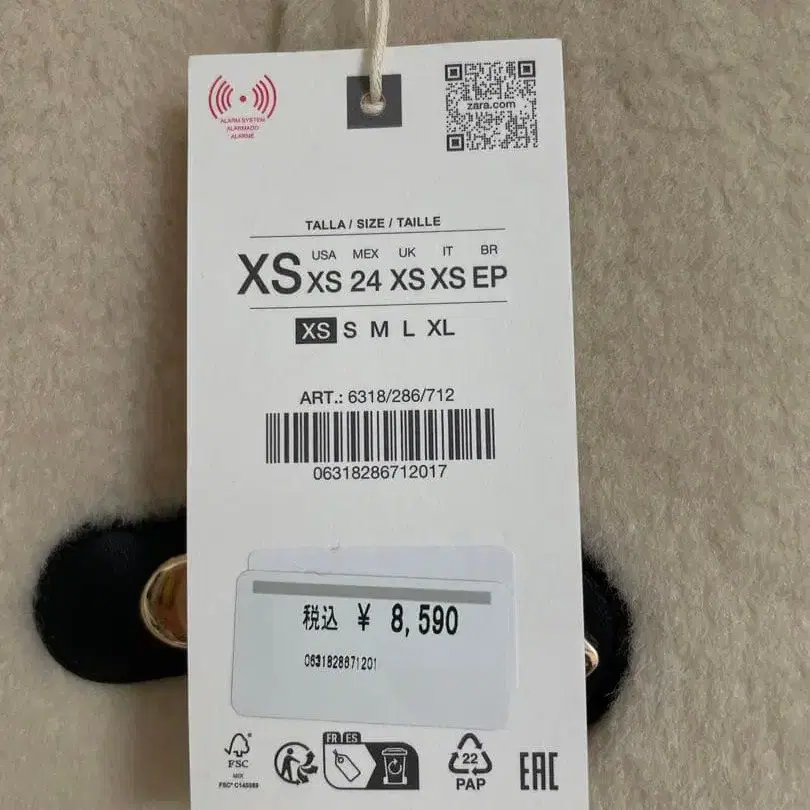 ALARM SYSTEM
ALARMADO
ALARME
zara.com
TALLA / SIZE / TAILLE
USA MEX UK IT BR
XS XS 24 XS XS EP
XS S M L XL
ART.: 6318/286/712
06318286712017
税込 ¥ 8,590
0631828671201
FR ES
FSC
MIX
FSC® C145989
22
PAP
EAC